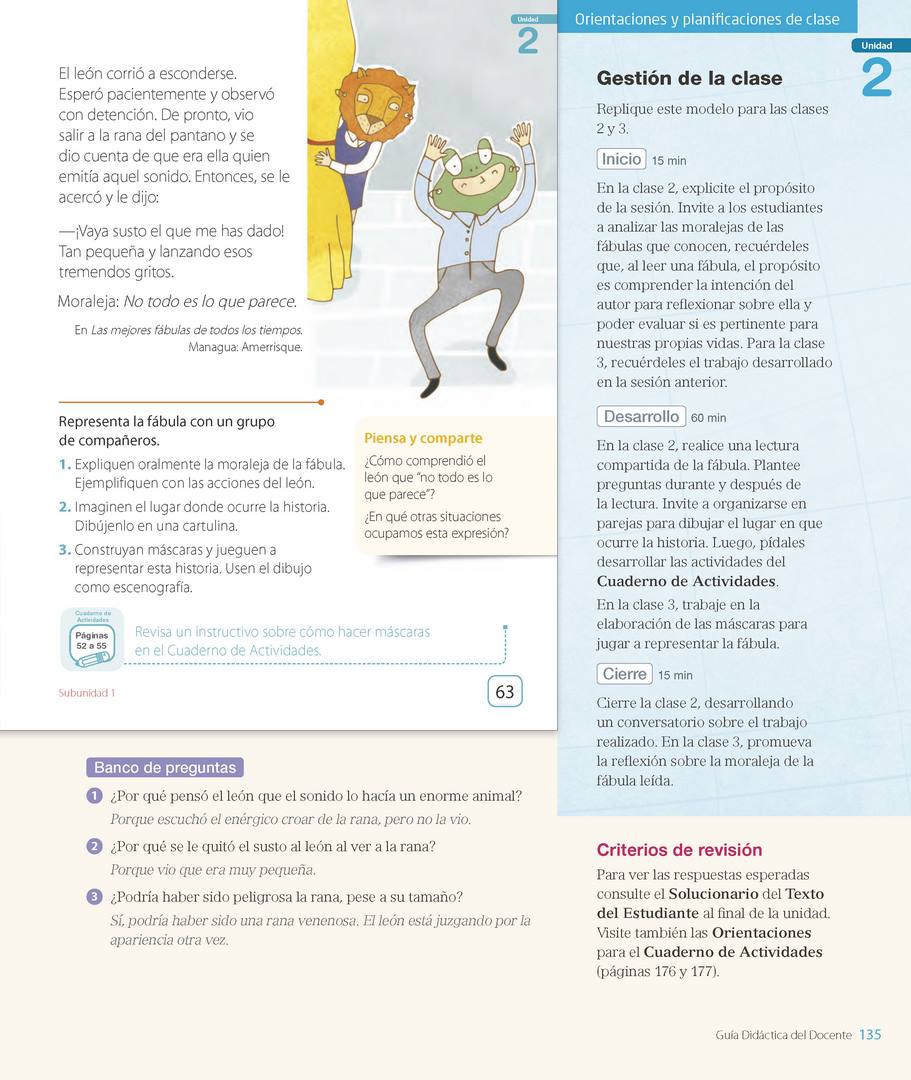 Unidad
2
El león corrió a esconderse.
Esperó pacientemente y observó
con detención. De pronto, vio
salir a la rana del pantano y se
dio cuenta de que era ella quien
emitía aquel sonido. Entonces, se le
acercó y le dijo:
—¡Vaya susto el que me has dado!
Tan pequeña y lanzando esos
tremendos gritos.
Moraleja: No todo es lo que parece.
En Las mejores fábulas de todos los tiempos.
Managua: Amerrisque.
Representa la fábula con un grupo
de compañeros.
1. Expliquen oralmente la moraleja de la fábula.
Ejemplifiquen con las acciones del león.
2. Imaginen el lugar donde ocurre la historia.
Dibújenlo en una cartulina.
3. Construyan máscaras y jueguen a
representar esta historia. Usen el dibujo
como escenografía.
Piensa y comparte
¿Cómo comprendió el
león que “no todo es lo
que parece”?
¿En qué otras situaciones
ocupamos esta expresión?
Cuaderno de
Actividades
Páginas
52 a 55
Revisa un instructivo sobre cómo hacer máscaras
en el Cuaderno de Actividades.
Subunidad 1
63
Banco de preguntas
1 ¿Por qué pensó el león que el sonido lo hacía un enorme animal?
Porque escuchó el enérgico croar de la rana, pero no la vio.
2 ¿Por qué se le quitó el susto al león al ver a la rana?
Porque vio que era muy pequeña.
3 ¿Podría haber sido peligrosa la rana, pese a su tamaño?
Sí, podría haber sido una rana venenosa. El león está juzgando por la
apariencia otra vez.
Orientaciones y planificaciones de clase
Unidad
2
Gestión de la clase
Replique este modelo para las clases
2 y 3.
Inicio 15 min
En la clase 2, explicite el propósito
de la sesión. Invite a los estudiantes
a analizar las moralejas de las
fábulas que conocen, recuérdeles
que, al leer una fábula, el propósito
es comprender la intención del
autor para reflexionar sobre ella y
poder evaluar si es pertinente para
nuestras propias vidas. Para la clase
3, recuérdeles el trabajo desarrollado
en la sesión anterior.
Desarrollo 60 min
En la clase 2, realice una lectura
compartida de la fábula. Plantee
preguntas durante y después de
la lectura. Invite a organizarse en
parejas para dibujar el lugar en que
ocurre la historia. Luego, pídales
desarrollar las actividades del
Cuaderno de Actividades.
En la clase 3, trabaje en la
elaboración de las máscaras para
jugar a representar la fábula.
Cierre 15 min
Cierre la clase 2, desarrollando
un conversatorio sobre el trabajo
realizado. En la clase 3, promueva
la reflexión sobre la moraleja de la
fábula leída.
Criterios de revisión
Para ver las respuestas esperadas
consulte el Solucionario del Texto
del Estudiante al final de la unidad.
Visite también las Orientaciones
para el Cuaderno de Actividades
(páginas 176 y 177).
Guía Didáctica del Docente 135